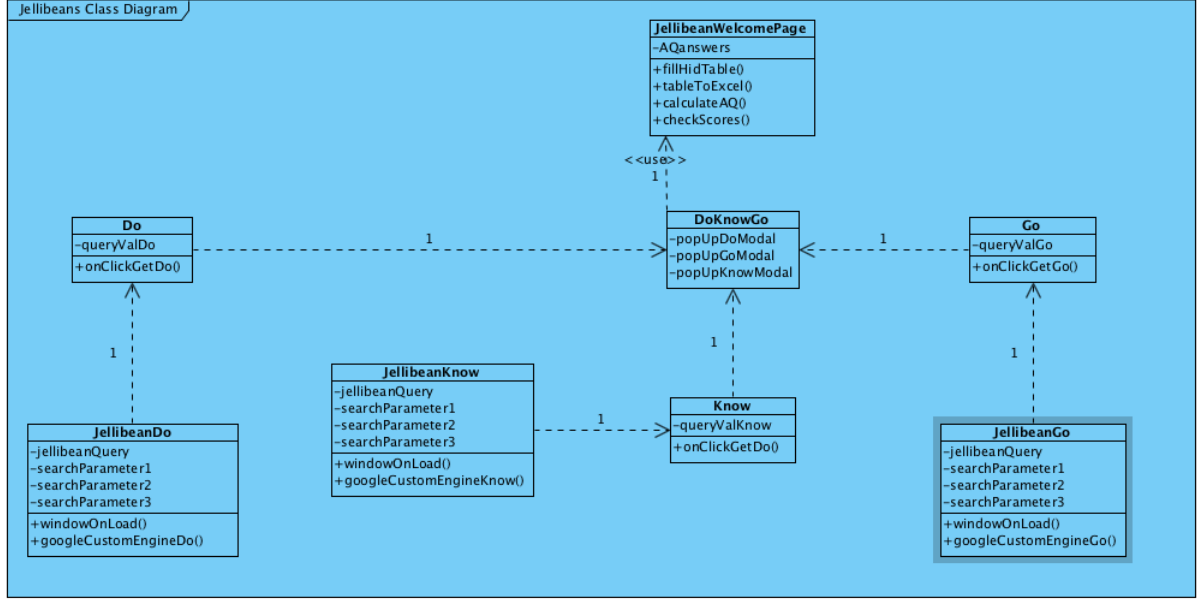 Jellibeans Class Diagram
JellibeanWelcomePage
-AQanswers
+fillHidTable()
+tableToExcel()
+calculateAQ()
+checkScores()
<<use>>
1
Do
-queryValDo
+onClickGetDo()
1
DoKnowGo
-popUpDoModal
-popUpGoModal
-popUpKnowModal
1
Go
-queryValGo
+onClickGetGo()
1
1
1
JellibeanKnow
-jellibeanQuery
-searchParameter1
-searchParameter2
-searchParameter3
+windowOnLoad()
+googleCustomEngineKnow()
1
Know
-queryValKnow
+onClickGetDo()
JellibeanDo
-jellibeanQuery
-searchParameter1
-searchParameter2
-searchParameter3
+windowOnLoad()
+googleCustomEngineDo()
JellibeanGo
-jellibeanQuery
-searchParameter1
-searchParameter2
-searchParameter3
+windowOnLoad()
+googleCustomEngineGo()